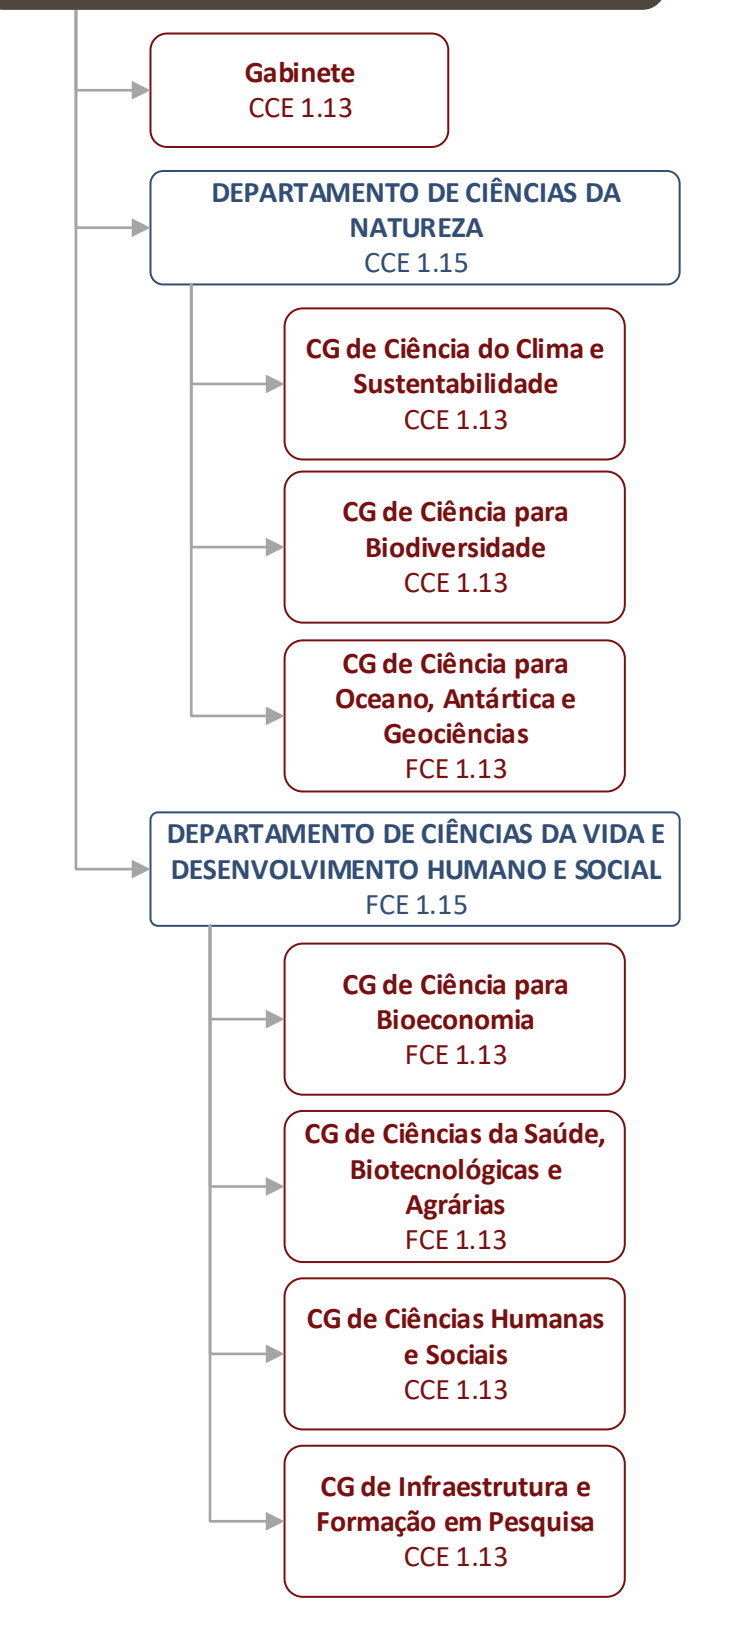 Gabinete
CCE 1.13
DEPARTAMENTO DE CIÊNCIAS DA
NATUREZA
CCE 1.15
CG de Ciência do Clima e
Sustentabilidade
CCE 1.13
CG de Ciência para
Biodiversidade
CCE 1.13
CG de Ciência para
Oceano, Antártica e
Geociências
FCE 1.13
DEPARTAMENTO DE CIÊNCIAS DA VIDA E
DESENVOLVIMENTO HUMANO E SOCIAL
FCE 1.15
CG de Ciência para
Bioeconomia
FCE 1.13
CG de Ciências da Saúde,
Biotecnológicas e
Agrárias
FCE 1.13
CG de Ciências Humanas
e Sociais
CCE 1.13
CG de Infraestrutura e
Formação em Pesquisa
CCE 1.13